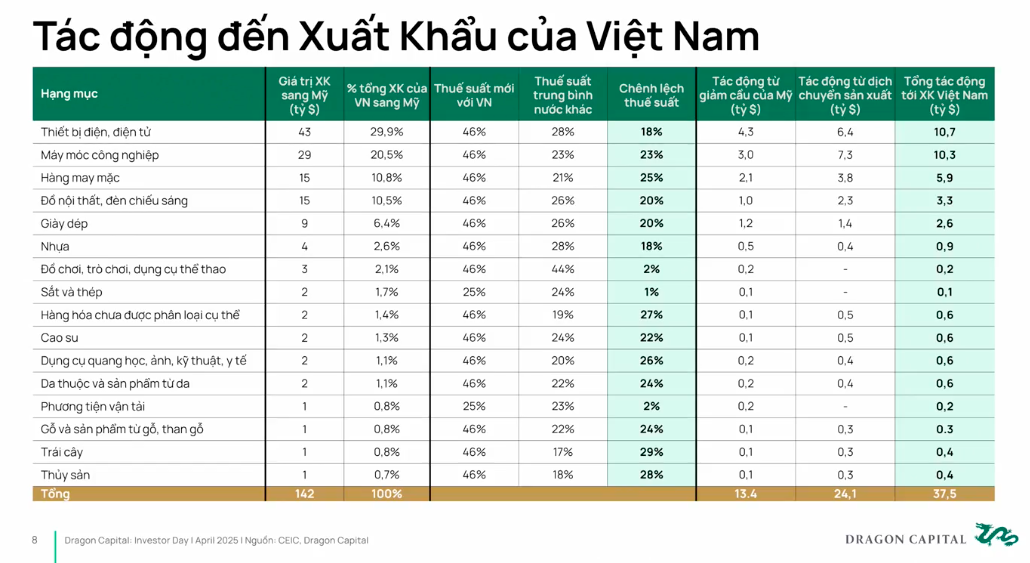 Tác động đến Xuất Khẩu của Việt Nam
Hạng mục | Giá trị XK sang Mỹ (tỷ $) | % tổng XK của VN sang Mỹ | Thuế suất mới với VN | Thuế suất trung bình nước khác | Chênh lệch thuế suất | Tác động từ giảm cầu của Mỹ (tỷ $) | Tác động từ dịch chuyển sản xuất (tỷ $) | Tổng tác động tới XK Việt Nam (tỷ $)
Thiết bị điện, điện tử | 43 | 29,9% | 46% | 28% | 18% | 4,3 | 6,4 | 10,7
Máy móc công nghiệp | 29 | 20,5% | 46% | 23% | 23% | 3,0 | 7,3 | 10,3
Hàng may mặc | 15 | 10,8% | 46% | 21% | 25% | 2,1 | 3,8 | 5,9
Đồ nội thất, đèn chiếu sáng | 15 | 10,5% | 46% | 26% | 20% | 1,0 | 2,3 | 3,3
Giày dép | 9 | 6,4% | 46% | 26% | 20% | 1,2 | 1,4 | 2,6
Nhựa | 4 | 2,6% | 46% | 28% | 18% | 0,5 | 0,4 | 0,9
Đồ chơi, trò chơi, dụng cụ thể thao | 3 | 2,1% | 46% | 44% | 2% | 0,2 | - | 0,2
Sắt và thép | 2 | 1,7% | 25% | 24% | 1% | 0,1 | - | 0,1
Hàng hóa chưa được phân loại cụ thể | 2 | 1,4% | 46% | 19% | 27% | 0,1 | 0,5 | 0,6
Cao su | 2 | 1,3% | 46% | 24% | 22% | 0,1 | 0,5 | 0,6
Dụng cụ quang học, ảnh, kỹ thuật, y tế | 2 | 1,1% | 46% | 20% | 26% | 0,2 | 0,4 | 0,6
Da thuộc và sản phẩm từ da | 2 | 1,1% | 46% | 22% | 24% | 0,2 | 0,4 | 0,6
Phương tiện vận tải | 1 | 0,8% | 25% | 23% | 2% | 0,2 | - | 0,2
Gỗ và sản phẩm từ gỗ, than gỗ | 1 | 0,8% | 46% | 22% | 24% | 0,1 | 0,3 | 0.3
Trái cây | 1 | 0,8% | 46% | 17% | 29% | 0,1 | 0,3 | 0,4
Thủy sản | 1 | 0,7% | 46% | 18% | 28% | 0,1 | 0,3 | 0,4
Tổng | 142 | 100% | 13.4 | 24,1 | 37,5
8 | Dragon Capital: Investor Day | April 2025 | Nguồn: CEIC, Dragon Capital
DRAGON CAPITAL